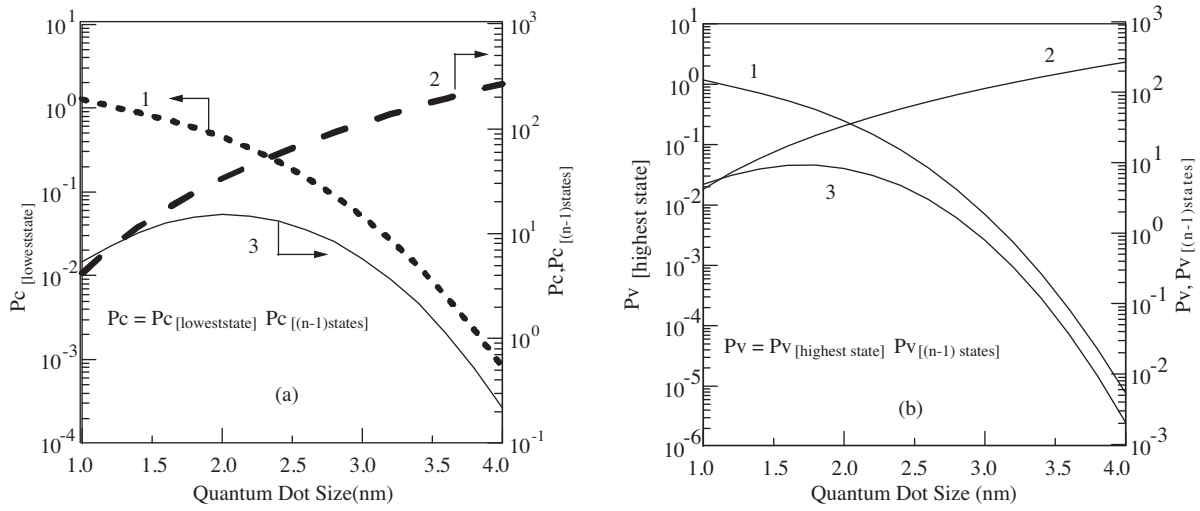 10^1
10^0
10^-1
10^-2
10^-3
10^-4
Pc [loweststate]
10^3
10^2
10^1
10^0
10^-1
Pc,Pc [(n-1)states]
1
2
3
Pc = Pc [loweststate] Pc [(n-1)states]
(a)
1.0 1.5 2.0 2.5 3.0 3.5 4.0
Quantum Dot Size(nm)
10^1
10^0
10^-1
10^-2
10^-3
10^-4
10^-5
10^-6
Pv [highest state]
10^3
10^2
10^1
10^0
10^-1
10^-2
10^-3
Pv, Pv [(n-1)states]
1
2
3
Pv = Pv [highest state] Pv [(n-1) states]
(b)
1.0 1.5 2.0 2.5 3.0 3.5 4.0
Quantum Dot Size (nm)